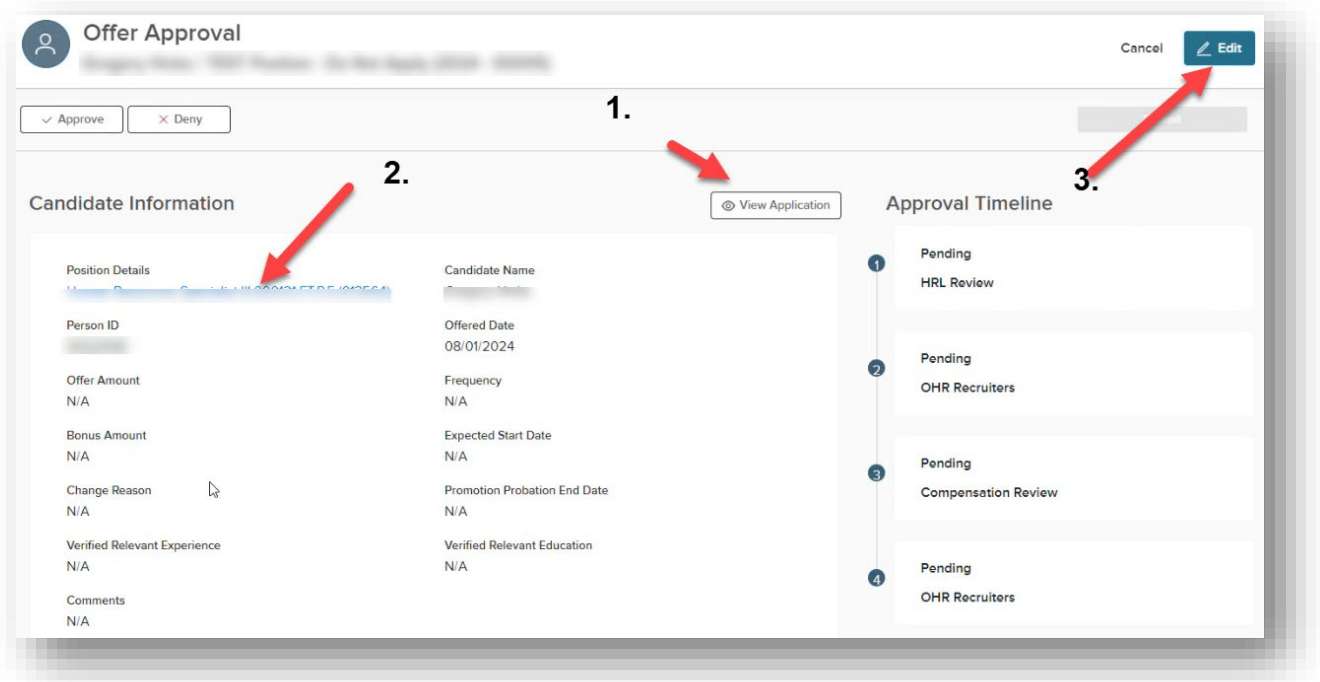 Offer Approval
Cancel
Edit
Approve
Deny
1.
2.
3.
Candidate Information
View Application
Approval Timeline
Position Details
Candidate Name
Person ID
Offered Date
08/01/2024
Offer Amount
Frequency
N/A
N/A
Bonus Amount
Expected Start Date
N/A
N/A
Change Reason
Promotion Probation End Date
N/A
N/A
Verified Relevant Experience
Verified Relevant Education
N/A
N/A
Comments
N/A
1
Pending
HRL Review
2
Pending
OHR Recruiters
3
Pending
Compensation Review
4
Pending
OHR Recruiters